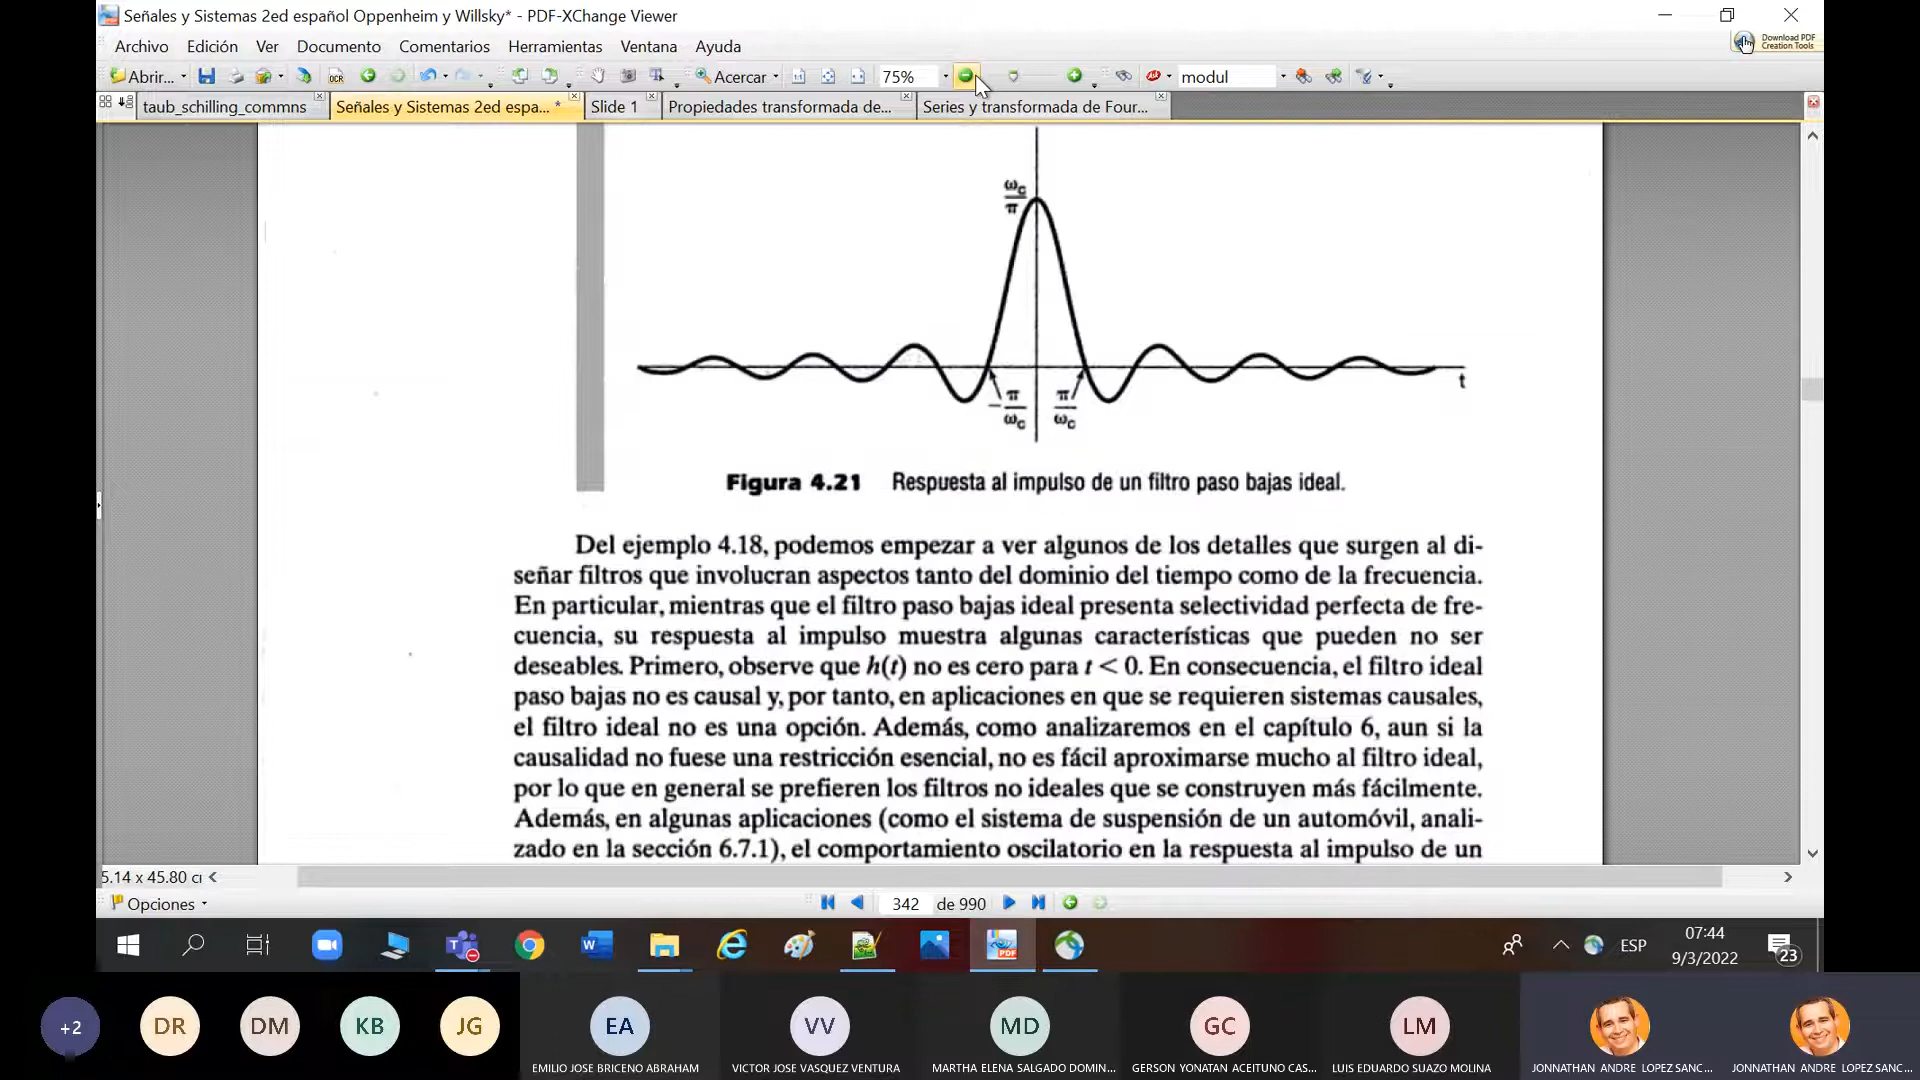 Señales y Sistemas 2ed español Oppenheim y Willsky* - PDF-XChange Viewer
Archivo Edición Ver Documento Comentarios Herramientas Ventana Ayuda
Download PDF
Creation Tools
Abrir... OCR Acercar 75% modul
taub_schilling_commns Señales y Sistemas 2ed espa... * Slide 1 Propiedades transformada de... Series y transformada de Four...
ωc
π
t
− π π
ωc ωc
Figura 4.21 Respuesta al impulso de un filtro paso bajas ideal.
Del ejemplo 4.18, podemos empezar a ver algunos de los detalles que surgen al di-
señar filtros que involucran aspectos tanto del dominio del tiempo como de la frecuencia.
En particular, mientras que el filtro paso bajas ideal presenta selectividad perfecta de fre-
cuencia, su respuesta al impulso muestra algunas características que pueden no ser
deseables. Primero, observe que h(t) no es cero para t < 0. En consecuencia, el filtro ideal
paso bajas no es causal y, por tanto, en aplicaciones en que se requieren sistemas causales,
el filtro ideal no es una opción. Además, como analizaremos en el capítulo 6, aun si la
causalidad no fuese una restricción esencial, no es fácil aproximarse mucho al filtro ideal,
por lo que en general se prefieren los filtros no ideales que se construyen más fácilmente.
Además, en algunas aplicaciones (como el sistema de suspensión de un automóvil, anali-
zado en la sección 6.7.1), el comportamiento oscilatorio en la respuesta al impulso de un
5.14 x 45.80 cı
Opciones 342 de 990
ESP 07:44
9/3/2022 23
+2 DR DM KB JG EA VV MD GC LM
EMILIO JOSE BRICENO ABRAHAM VICTOR JOSE VASQUEZ VENTURA MARTHA ELENA SALGADO DOMIN... GERSON YONATAN ACEITUNO CAS... LUIS EDUARDO SUAZO MOLINA JONNATHAN ANDRE LOPEZ SANC... JONNATHAN ANDRE LOPEZ SANC...